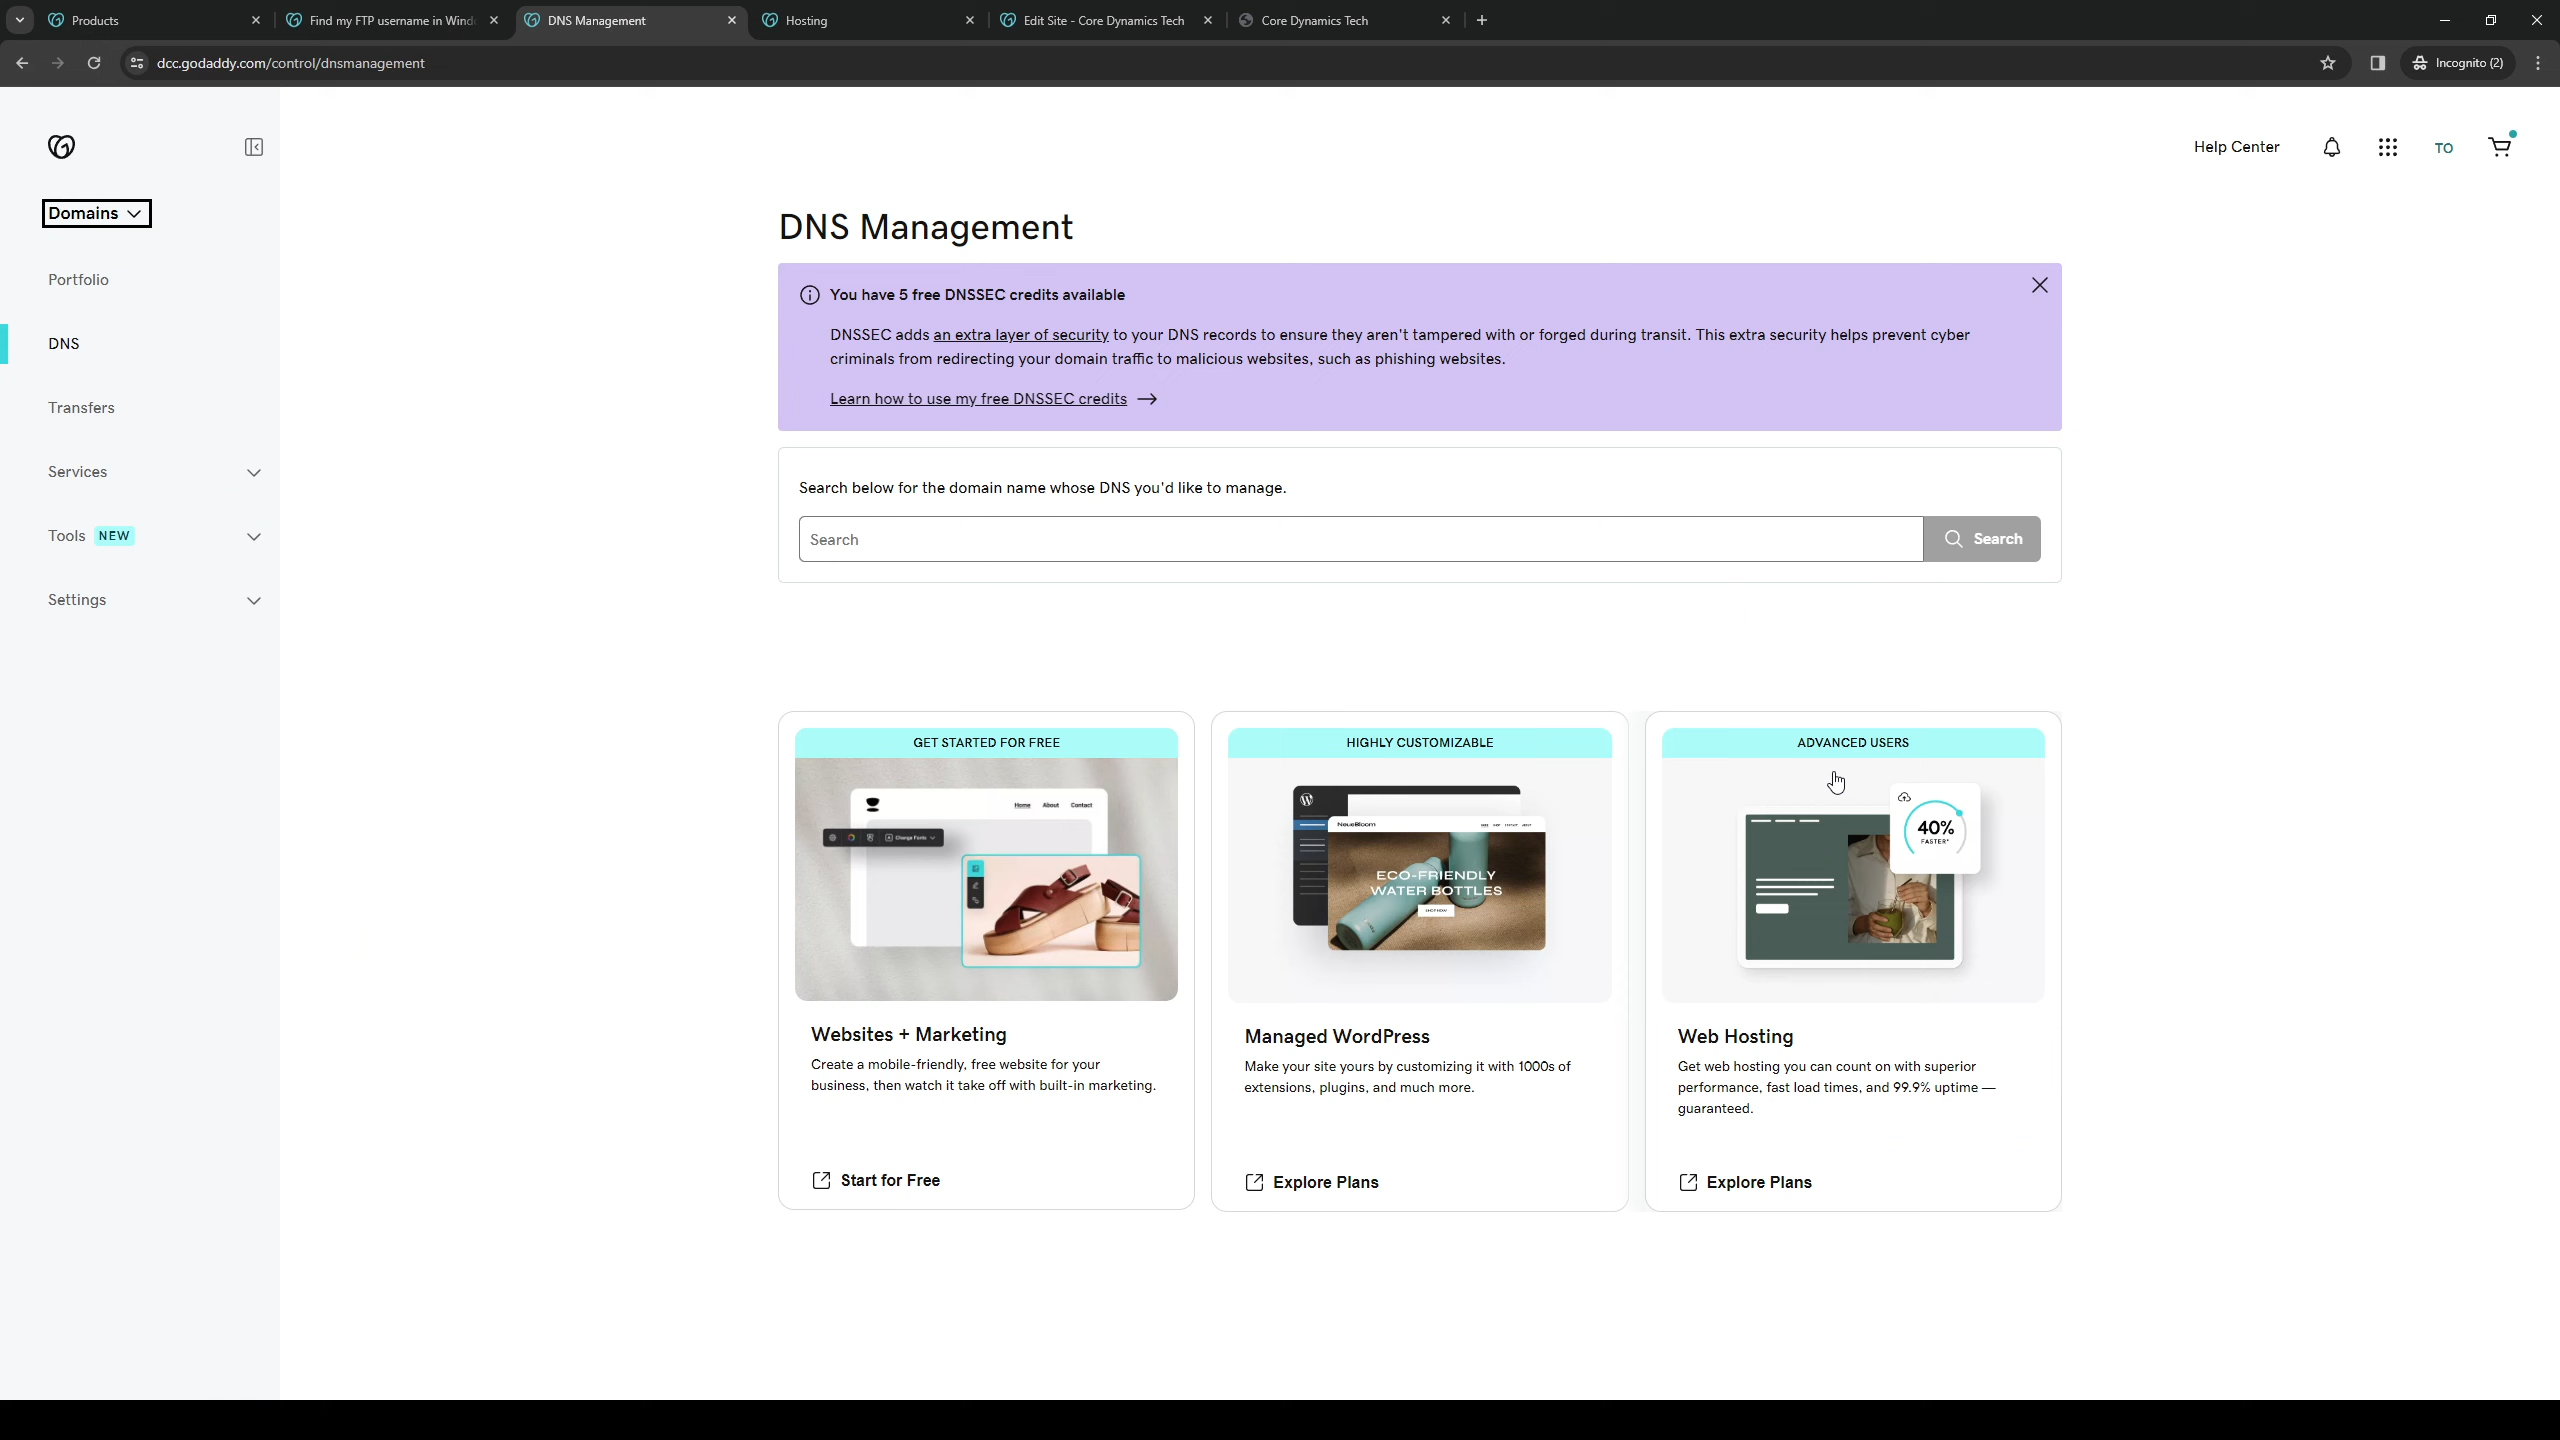 Products
Find my FTP username in Wind
DNS Management
Hosting
Edit Site - Core Dynamics Tech
Core Dynamics Tech
dcc.godaddy.com/control/dnsmanagement
Incognito (2)
Help Center
TO
Domains
Portfolio
DNS
Transfers
Services
Tools NEW
Settings
DNS Management
You have 5 free DNSSEC credits available
DNSSEC adds an extra layer of security to your DNS records to ensure they aren't tampered with or forged during transit. This extra security helps prevent cyber
criminals from redirecting your domain traffic to malicious websites, such as phishing websites.
Learn how to use my free DNSSEC credits
Search below for the domain name whose DNS you'd like to manage.
Search
Search
GET STARTED FOR FREE
Home About Contact
Change Fonts
Websites + Marketing
Create a mobile-friendly, free website for your
business, then watch it take off with built-in marketing.
Start for Free
HIGHLY CUSTOMIZABLE
NeueBloom
ECO-FRIENDLY
WATER BOTTLES
SHOP NOW
Managed WordPress
Make your site yours by customizing it with 1000s of
extensions, plugins, and much more.
Explore Plans
ADVANCED USERS
40%
FASTER*
Web Hosting
Get web hosting you can count on with superior
performance, fast load times, and 99.9% uptime —
guaranteed.
Explore Plans